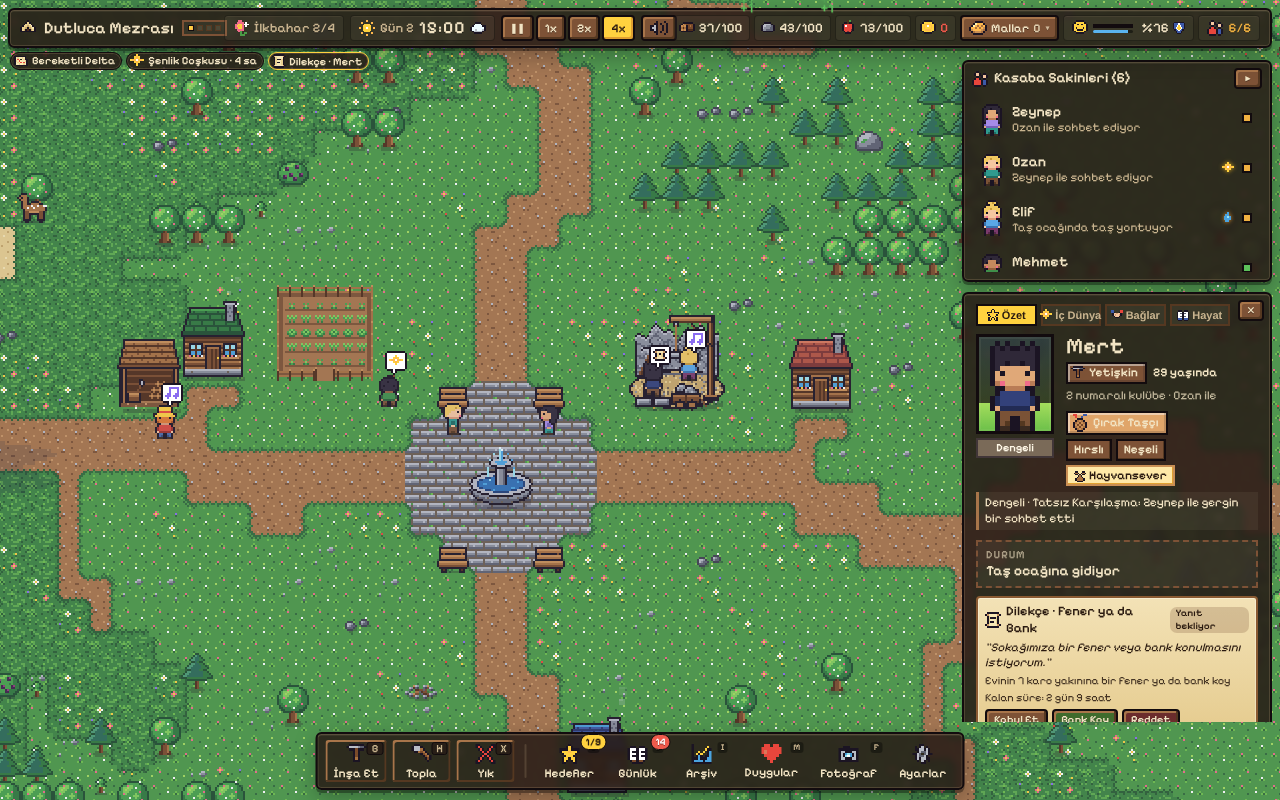 Dutluca Mezrası
İlkbahar 2/4
Gün 2 18:00
1x
2x
4x
37/100
43/100
73/100
0
Mallar 0
%76
6/6
Bereketli Delta
Şenlik Coşkusu · 4 sa
Dilekçe · Mert
Kasaba Sakinleri (6)
Zeynep
Ozan ile sohbet ediyor
Ozan
Zeynep ile sohbet ediyor
Elif
Taş ocağında taş yontuyor
Mehmet
Özet
İç Dünya
Bağlar
Hayat
Mert
Yetişkin
29 yaşında
2 numaralı kulübe · Ozan ile
Çırak Taşçı
Dengeli
Hırslı
Neşeli
Hayvansever
Dengeli · Tatsız Karşılaşma: Zeynep ile gergin
bir sohbet etti
DURUM
Taş ocağına gidiyor
Dilekçe · Fener ya da
Bank
Yanıt
bekliyor
"Sokağımıza bir fener veya bank konulmasını
istiyorum."
Evinin 7 karo yakınına bir fener ya da bank koy
Kalan süre: 2 gün 9 saat
Kabul Et
Bank Koy
Reddet
B
İnşa Et
H
Topla
X
Yık
1/9
Hedefler
14
Günlük
I
Arşiv
M
Duygular
F
Fotoğraf
Ayarlar